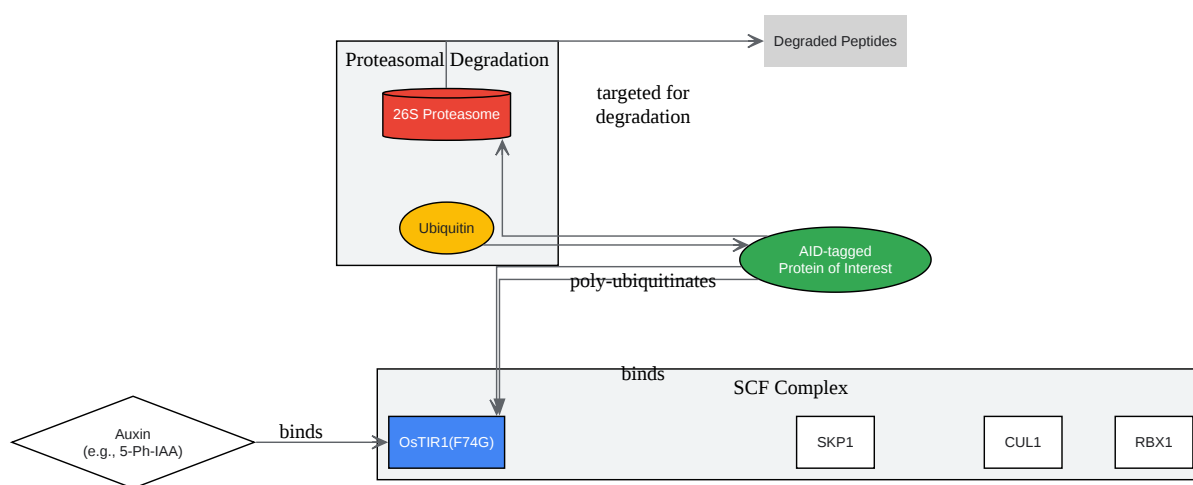 Degraded Peptides
Proteasomal Degradation
targeted for
degradation
26S Proteasome
Ubiquitin
AID-tagged
Protein of Interest
poly-ubiquitinates
binds
SCF Complex
Auxin
(e.g., 5-Ph-IAA)
binds
OsTIR1(F74G)
SKP1
CUL1
RBX1